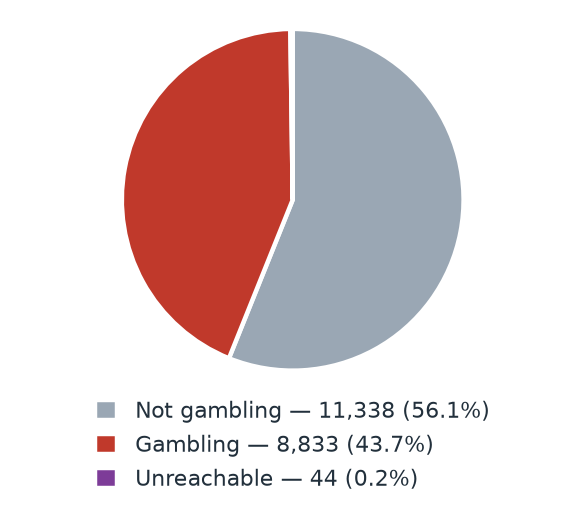 Not gambling — 11,338 (56.1%)
Gambling — 8,833 (43.7%)
Unreachable — 44 (0.2%)